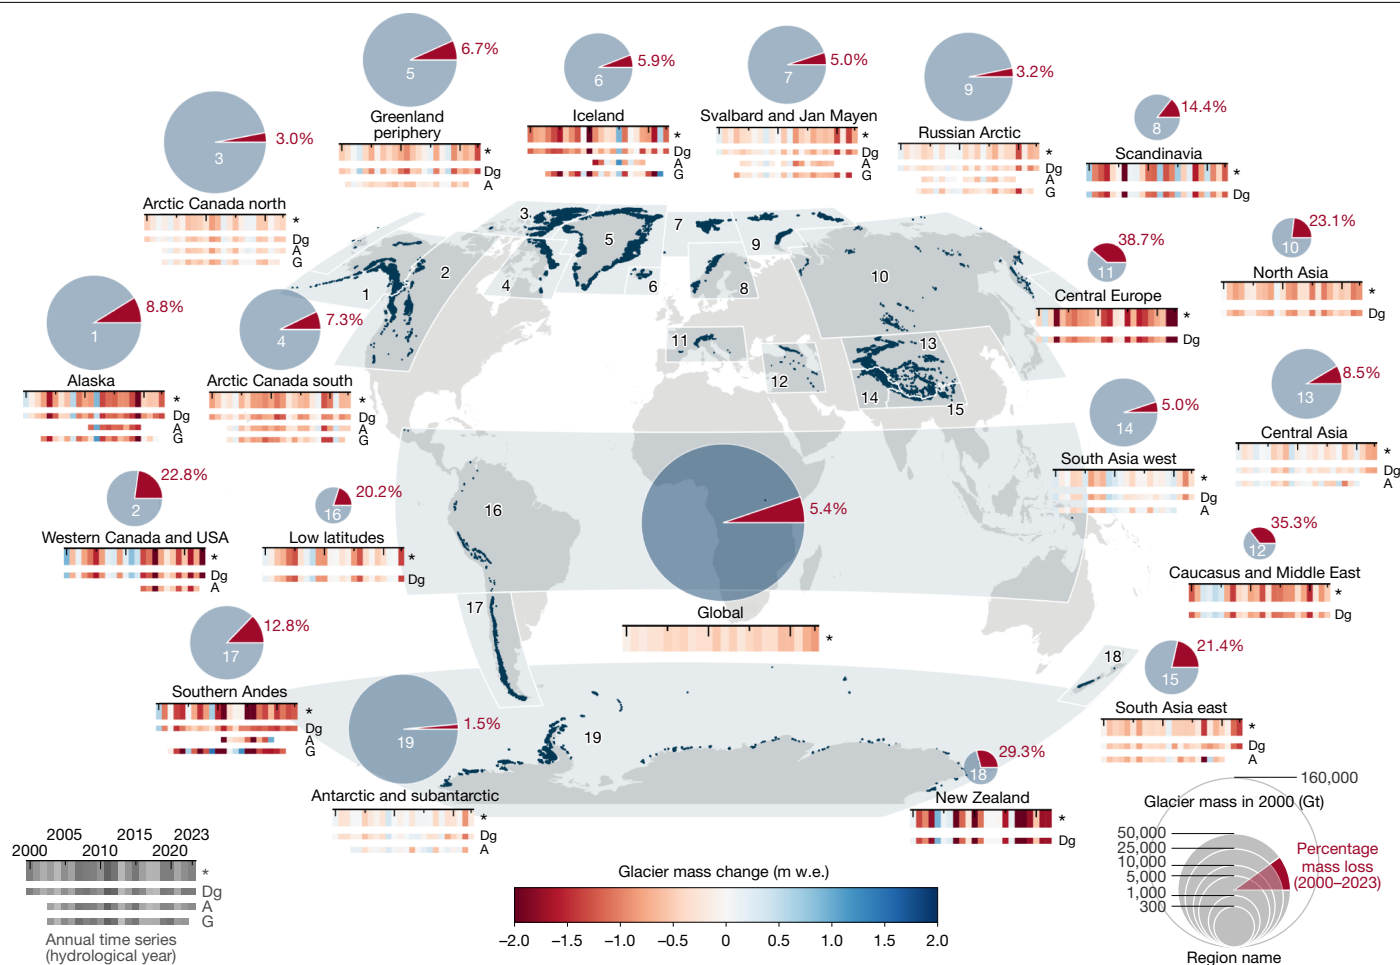 6.7%
5
Greenland
periphery
*
Dg
A
5.9%
6
Iceland
*
Dg
A
G
5.0%
7
Svalbard and Jan Mayen
*
Dg
A
G
3.2%
9
Russian Arctic
*
Dg
A
G
14.4%
8
Scandinavia
*
Dg
3.0%
3
Arctic Canada north
*
Dg
A
G
23.1%
10
North Asia
*
Dg
38.7%
11
Central Europe
*
Dg
8.8%
1
Alaska
*
Dg
A
G
7.3%
4
Arctic Canada south
*
Dg
A
G
1
2
3
4
5
6
7
8
9
10
11
12
13
14
15
16
17
18
19
8.5%
13
Central Asia
*
Dg
A
5.0%
14
South Asia west
*
Dg
A
22.8%
2
Western Canada and USA
*
Dg
A
20.2%
16
Low latitudes
*
Dg
5.4%
Global
*
35.3%
12
Caucasus and Middle East
*
Dg
12.8%
17
Southern Andes
*
Dg
A
G
1.5%
19
Antarctic and subantarctic
*
Dg
A
29.3%
18
New Zealand
*
Dg
21.4%
15
South Asia east
*
Dg
A
2005 2015 2023
2000 2010 2020
*
Dg
A
G
Annual time series
(hydrological year)
Glacier mass change (m w.e.)
−2.0 −1.5 −1.0 −0.5 0 0.5 1.0 1.5 2.0
160,000
Glacier mass in 2000 (Gt)
50,000
25,000
10,000
5,000
1,000
300
Percentage
mass loss
(2000–2023)
Region name